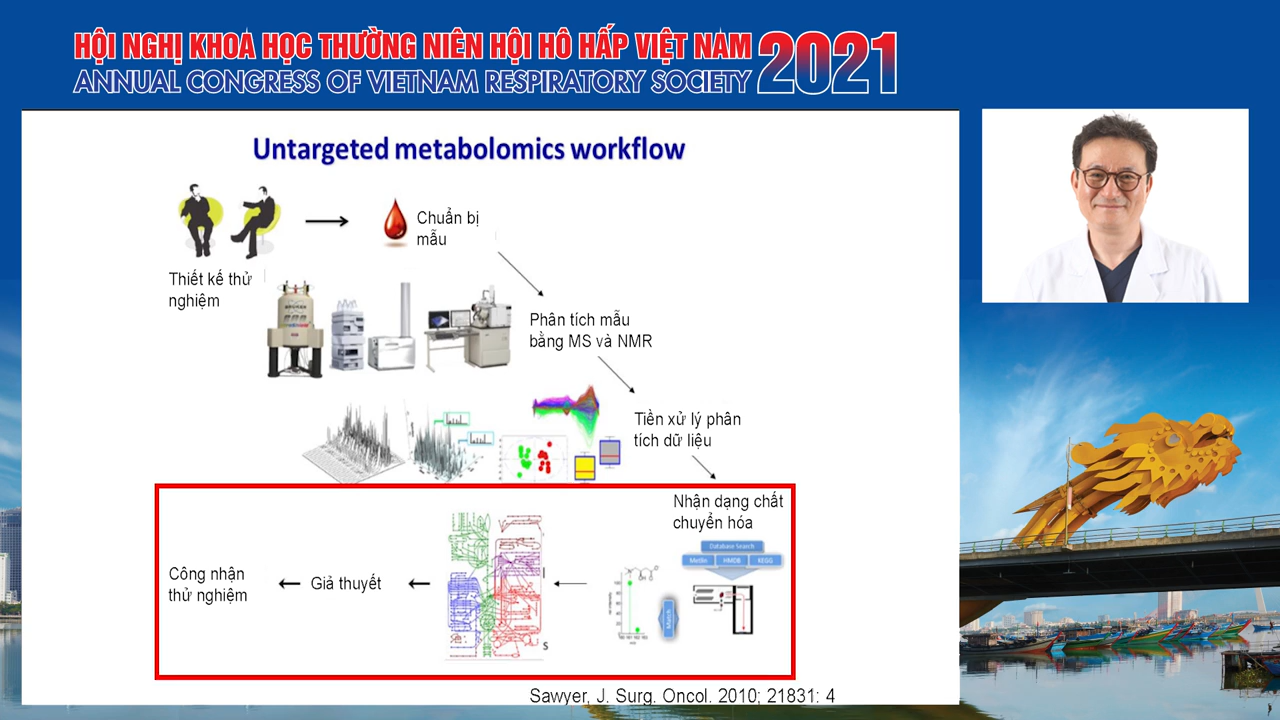 HỘI NGHỊ KHOA HỌC THƯỜNG NIÊN HỘI HÔ HẤP VIỆT NAM 2021
ANNUAL CONGRESS OF VIETNAM RESPIRATORY SOCIETY
Untargeted metabolomics workflow
Chuẩn bị
mẫu
Thiết kế thử
nghiệm
Phân tích mẫu
bằng MS và NMR
Tiền xử lý phân
tích dữ liệu
Nhận dạng chất
chuyển hóa
Database Search
Metlin HMDB KEGG
Match
Công nhận
thử nghiệm
Giả thuyết
S
Sawyer, J. Surg. Oncol. 2010; 21831: 4